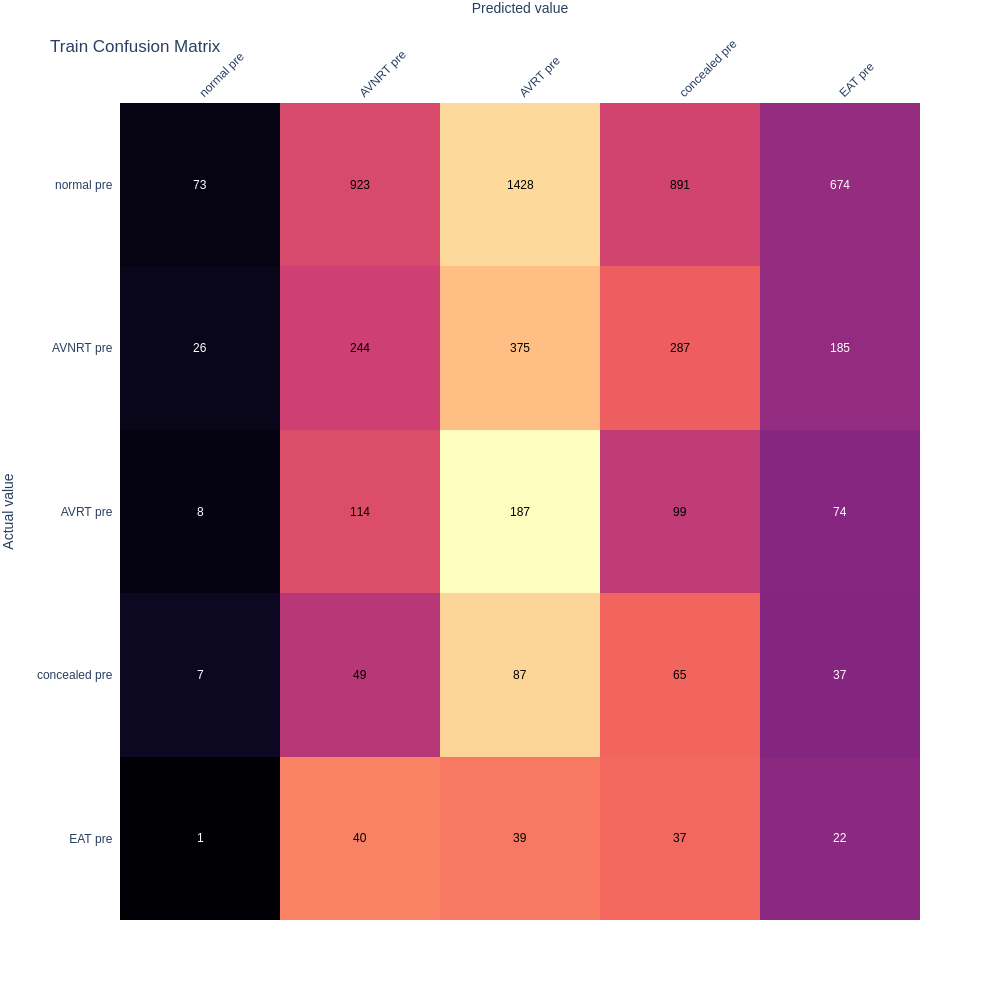 Predicted value
Train Confusion Matrix
normal pre AVNRT pre AVRT pre concealed pre EAT pre
normal pre 73 923 1428 891 674
AVNRT pre 26 244 375 287 185
Actual value
AVRT pre 8 114 187 99 74
concealed pre 7 49 87 65 37
EAT pre 1 40 39 37 22